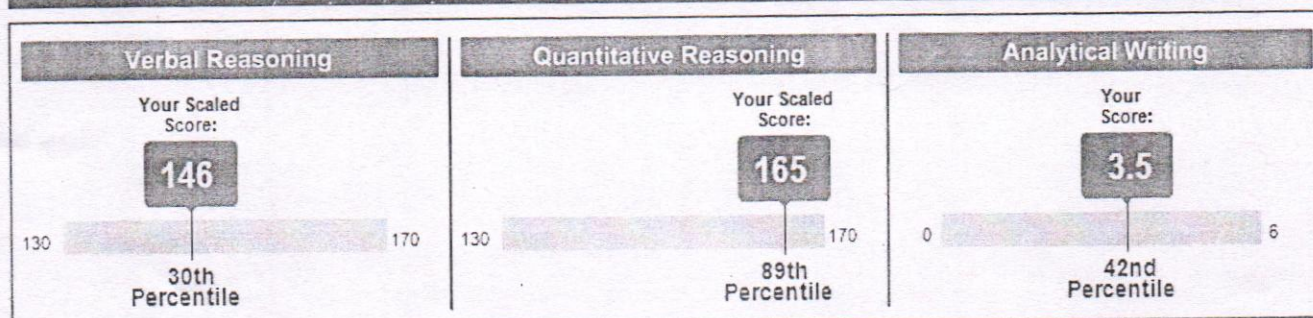 Verbal Reasoning
Your Scaled
Score:
146
130
170
30th
Percentile
Quantitative Reasoning
Your Scaled
Score:
165
130
170
89th
Percentile
Analytical Writing
Your
Score:
3.5
0
6
42nd
Percentile